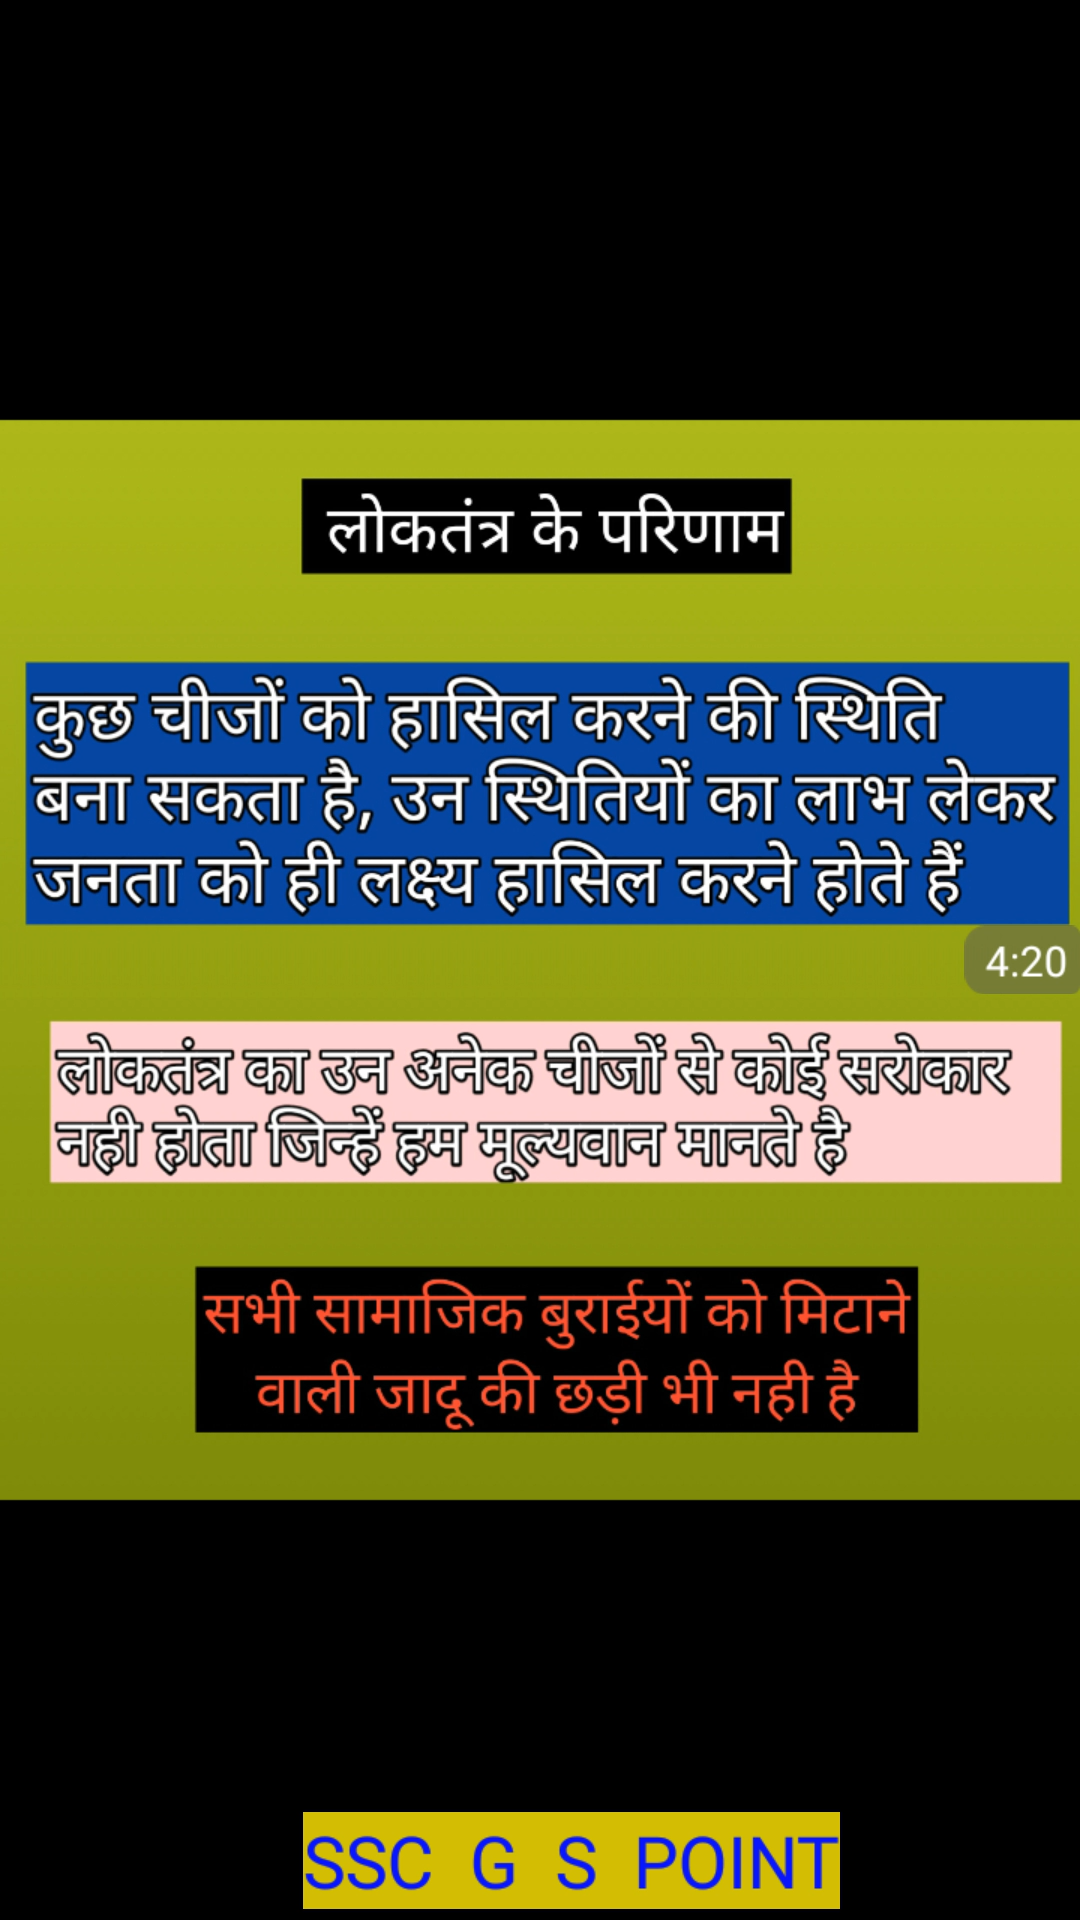 लोकतंत्र के परिणाम
कुछ चीजों को हासिल करने की स्थिति
बना सकता है, उन स्थितियों का लाभ लेकर
जनता को ही लक्ष्य हासिल करने होते हैं
4:20
लोकतंत्र का उन अनेक चीजों से कोई सरोकार
नही होता जिन्हें हम मूल्यवान मानते है
सभी सामाजिक बुराईयों को मिटाने
वाली जादू की छड़ी भी नही है
SSC G S POINT